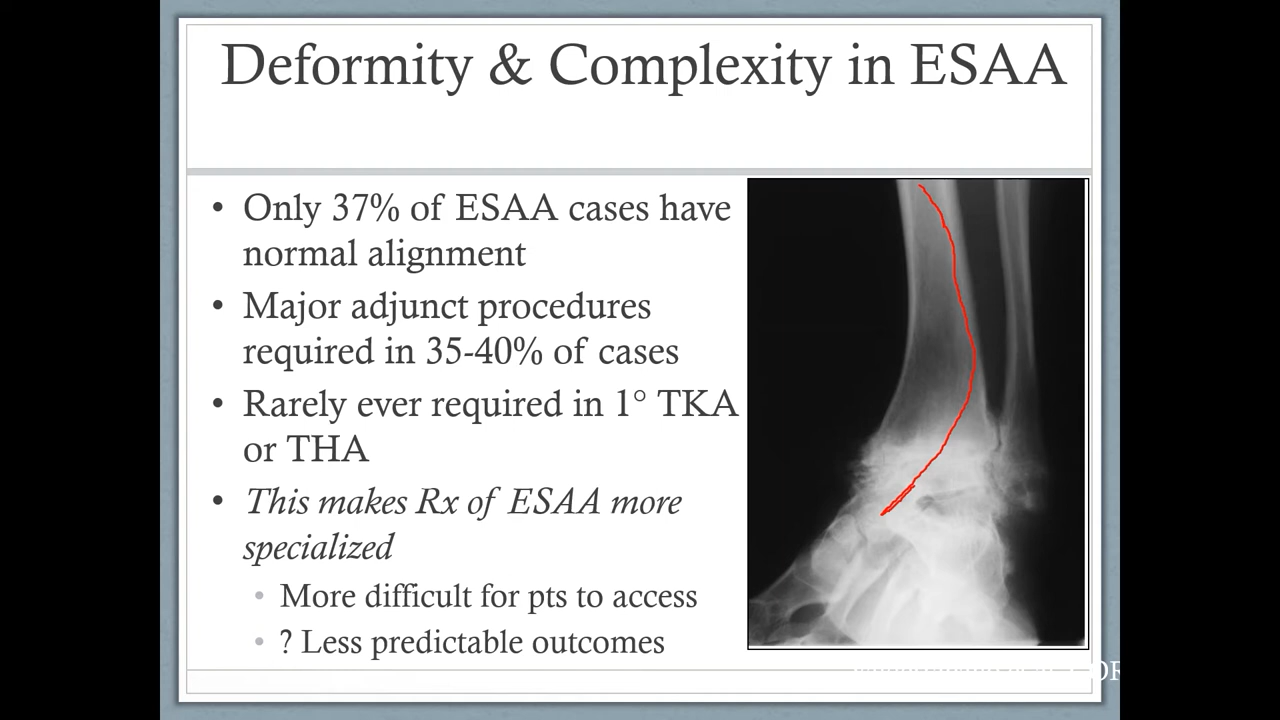 Deformity & Complexity in ESAA
• Only 37% of ESAA cases have
normal alignment
• Major adjunct procedures
required in 35-40% of cases
• Rarely ever required in 1° TKA
or THA
• This makes Rx of ESAA more
specialized
• More difficult for pts to access
• ? Less predictable outcomes